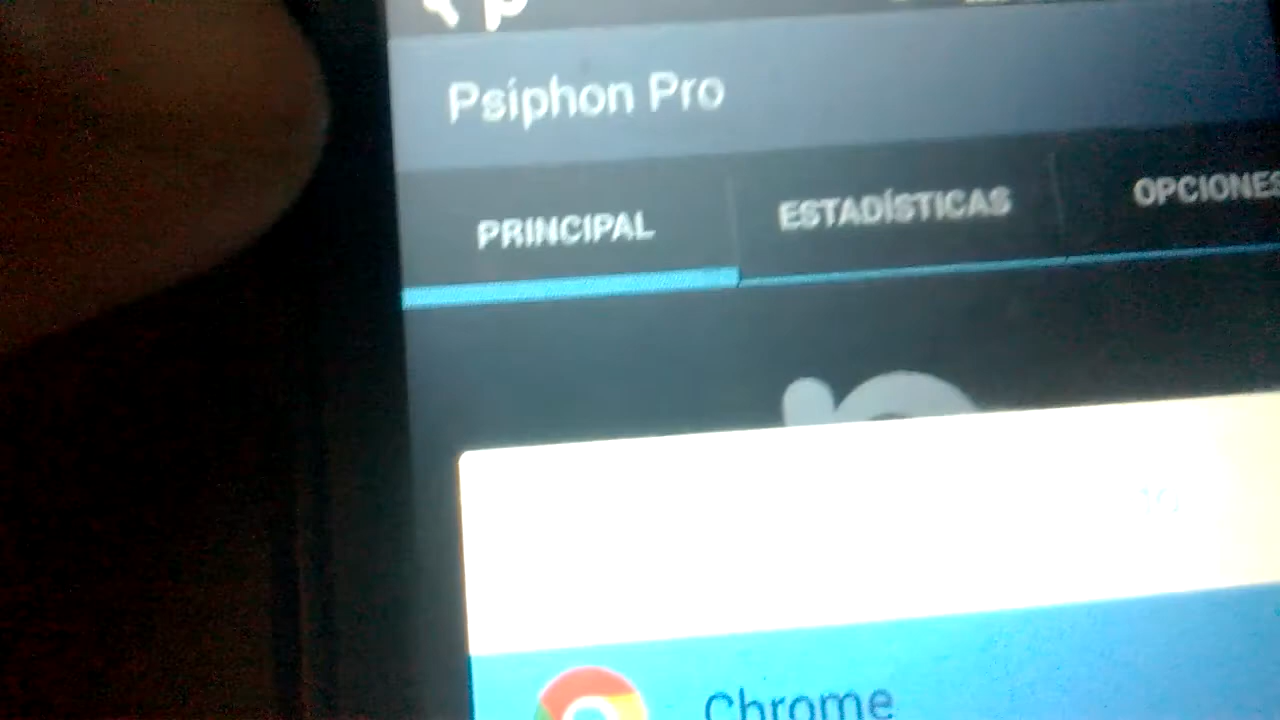 Psiphon Pro
PRINCIPAL
ESTADÍSTICAS
OPCIONES
Chrome